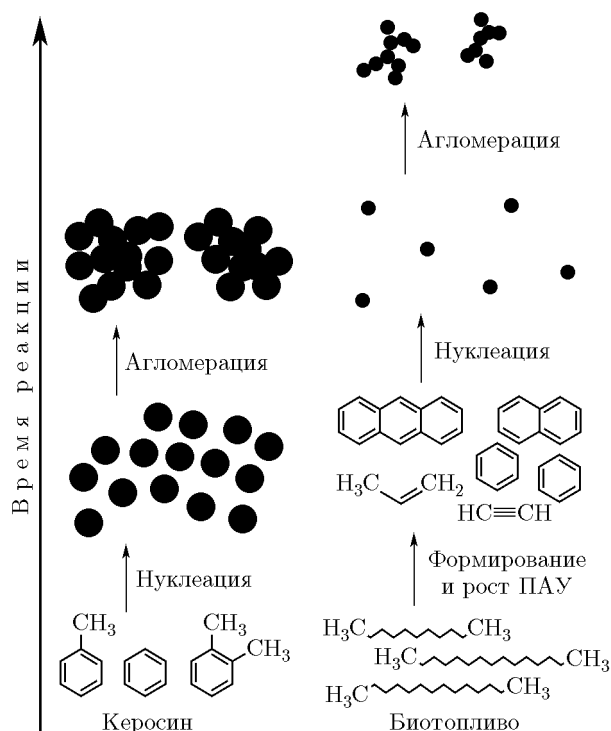 Агломерация
Агломерация
Нуклеация
Нуклеация
H₃C
CH₂
HC≡CH
Формирование
и рост ПАУ
CH₃
CH₃
CH₃
H₃C
CH₃
H₃C
CH₃
H₃C
CH₃
Керосин
Биотопливо
Время реакции